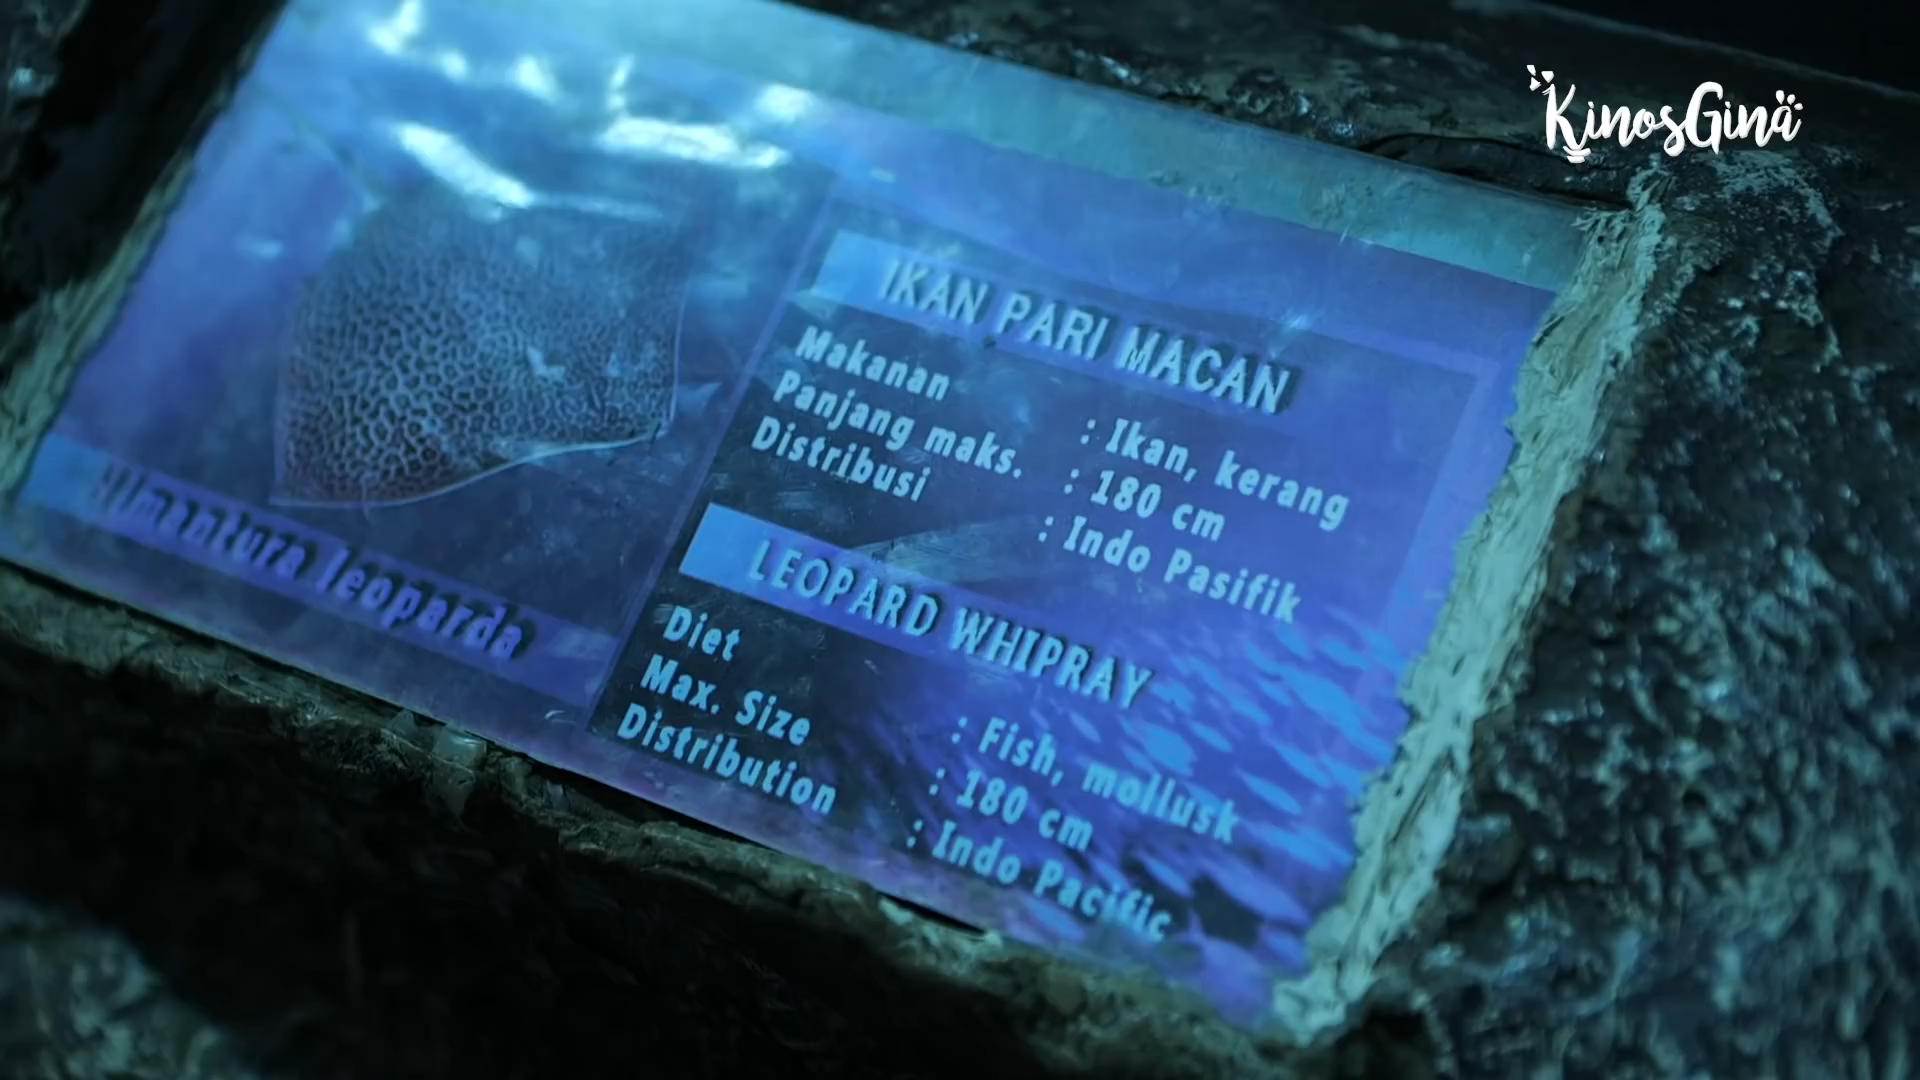 KinosGina
IKAN PARI MACAN
Makanan : Ikan, kerang
Panjang maks. : 180 cm
Distribusi : Indo Pasifik
LEOPARD WHIPRAY
Diet : Fish, mollusk
Max. Size : 180 cm
Distribution : Indo Pacific
Himantura leoparda